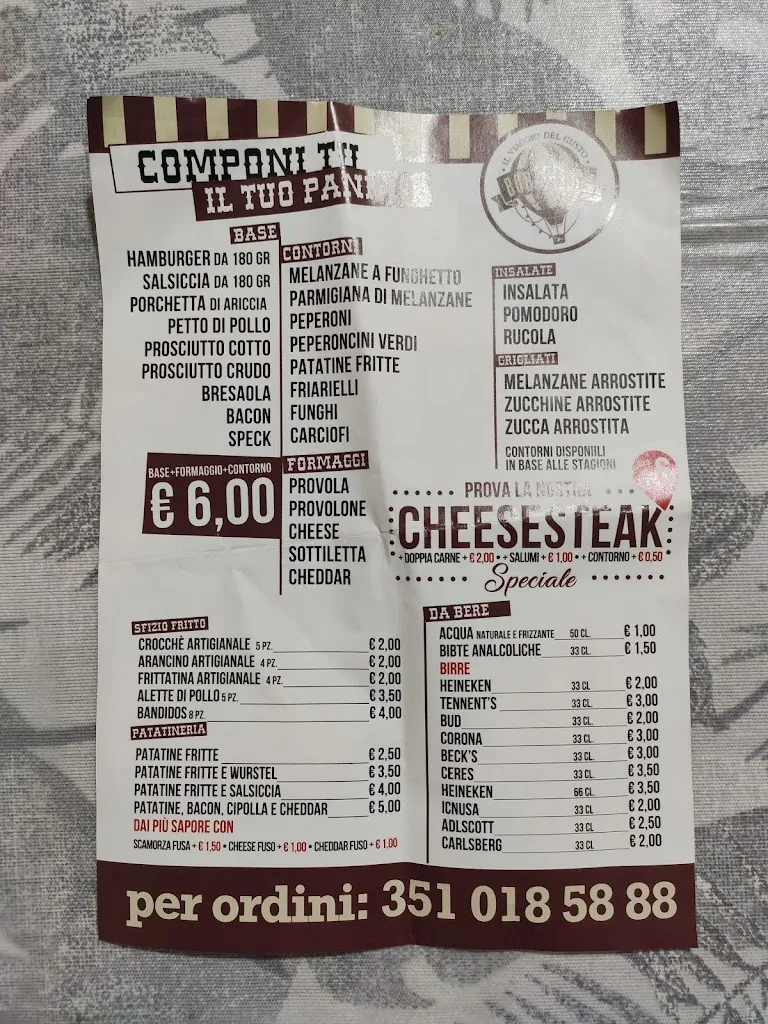 COMPONI TU
IL TUO PANINO
IL VIAGGIO DEL GUSTO
BASE
HAMBURGER DA 180 GR
SALSICCIA DA 180 GR
PORCHETTA DI ARICCIA
PETTO DI POLLO
PROSCIUTTO COTTO
PROSCIUTTO CRUDO
BRESAOLA
BACON
SPECK
BASE+FORMAGGIO+CONTORNO
€ 6,00
CONTORNI
MELANZANE A FUNGHETTO
PARMIGIANA DI MELANZANE
PEPERONI
PEPERONCINI VERDI
PATATINE FRITTE
FRIARIELLI
FUNGHI
CARCIOFI
FORMAGGI
PROVOLA
PROVOLONE
CHEESE
SOTTILETTA
CHEDDAR
INSALATE
INSALATA
POMODORO
RUCOLA
GRIGLIATI
MELANZANE ARROSTITE
ZUCCHINE ARROSTITE
ZUCCA ARROSTITA
CONTORNI DISPONIILI
IN BASE ALLE STAGIONI
PROVA LA NOSTRA
CHEESESTEAK
+ DOPPIA CARNE + € 2,00 • + SALUMI + € 1,00 • + CONTORNO + € 0,50
Speciale
SFIZIO FRITTO
CROCCHÈ ARTIGIANALE 5 PZ. € 2,00
ARANCINO ARTIGIANALE 4 PZ. € 2,00
FRITTATINA ARTIGIANALE 4 PZ. € 2,00
ALETTE DI POLLO 5 PZ. € 3,50
BANDIDOS 8 PZ. € 4,00
PATATINERIA
PATATINE FRITTE € 2,50
PATATINE FRITTE E WURSTEL € 3,50
PATATINE FRITTE E SALSICCIA € 4,00
PATATINE, BACON, CIPOLLA E CHEDDAR € 5,00
DAI PIÙ SAPORE CON
SCAMORZA FUSA + € 1,50 • CHEESE FUSO + € 1,00 • CHEDDAR FUSO + € 1,00
DA BERE
ACQUA NATURALE E FRIZZANTE 50 CL. € 1,00
BIBTE ANALCOLICHE 33 CL. € 1,50
BIRRE
HEINEKEN 33 CL. € 2,00
TENNENT'S 33 CL. € 3,00
BUD 33 CL. € 2,00
CORONA 33 CL. € 3,00
BECK'S 33 CL. € 3,00
CERES 33 CL. € 3,50
HEINEKEN 66 CL. € 3,50
ICNUSA 33 CL. € 2,00
ADLSCOTT 33 CL. € 2,50
CARLSBERG 33 CL. € 2,00
per ordini: 351 018 58 88